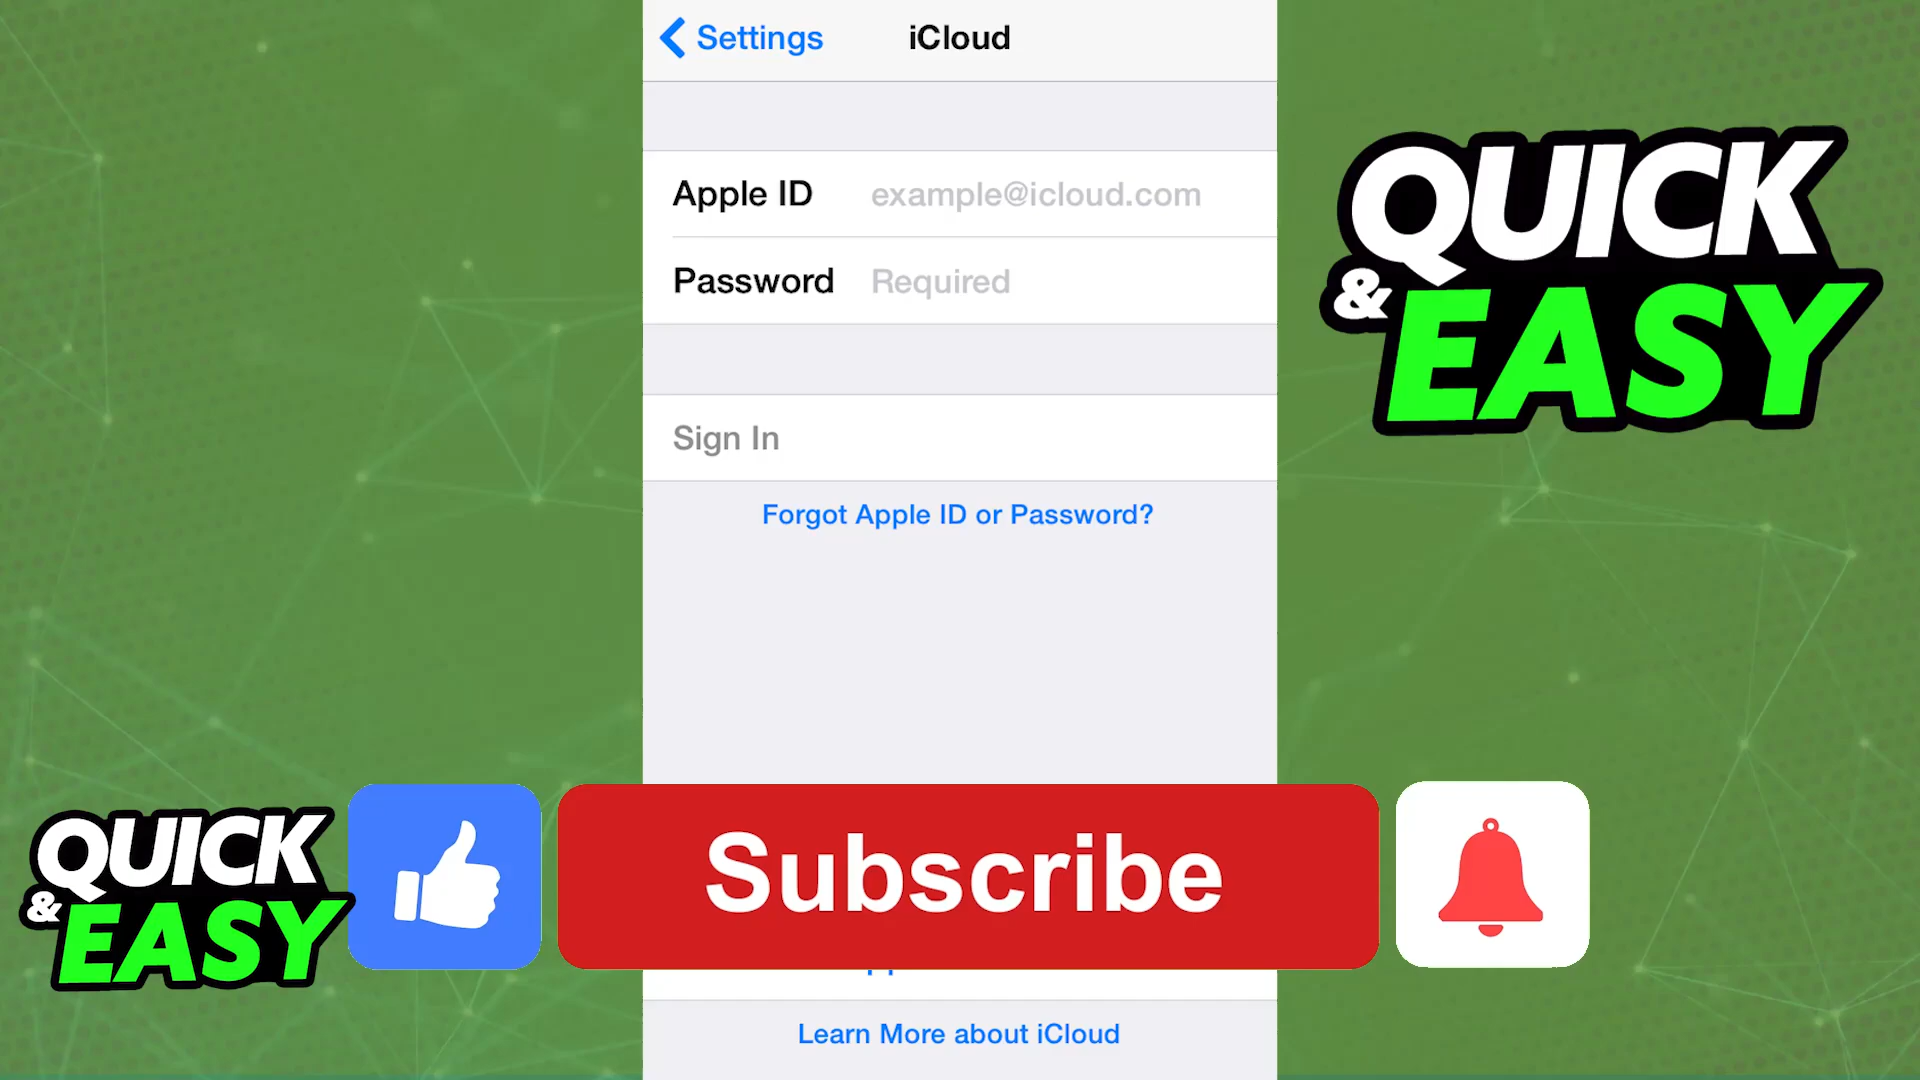 Settings
iCloud
Apple ID example@icloud.com
Password Required
Sign In
Forgot Apple ID or Password?
QUICK
& EASY
QUICK
& EASY
Subscribe
Learn More about iCloud